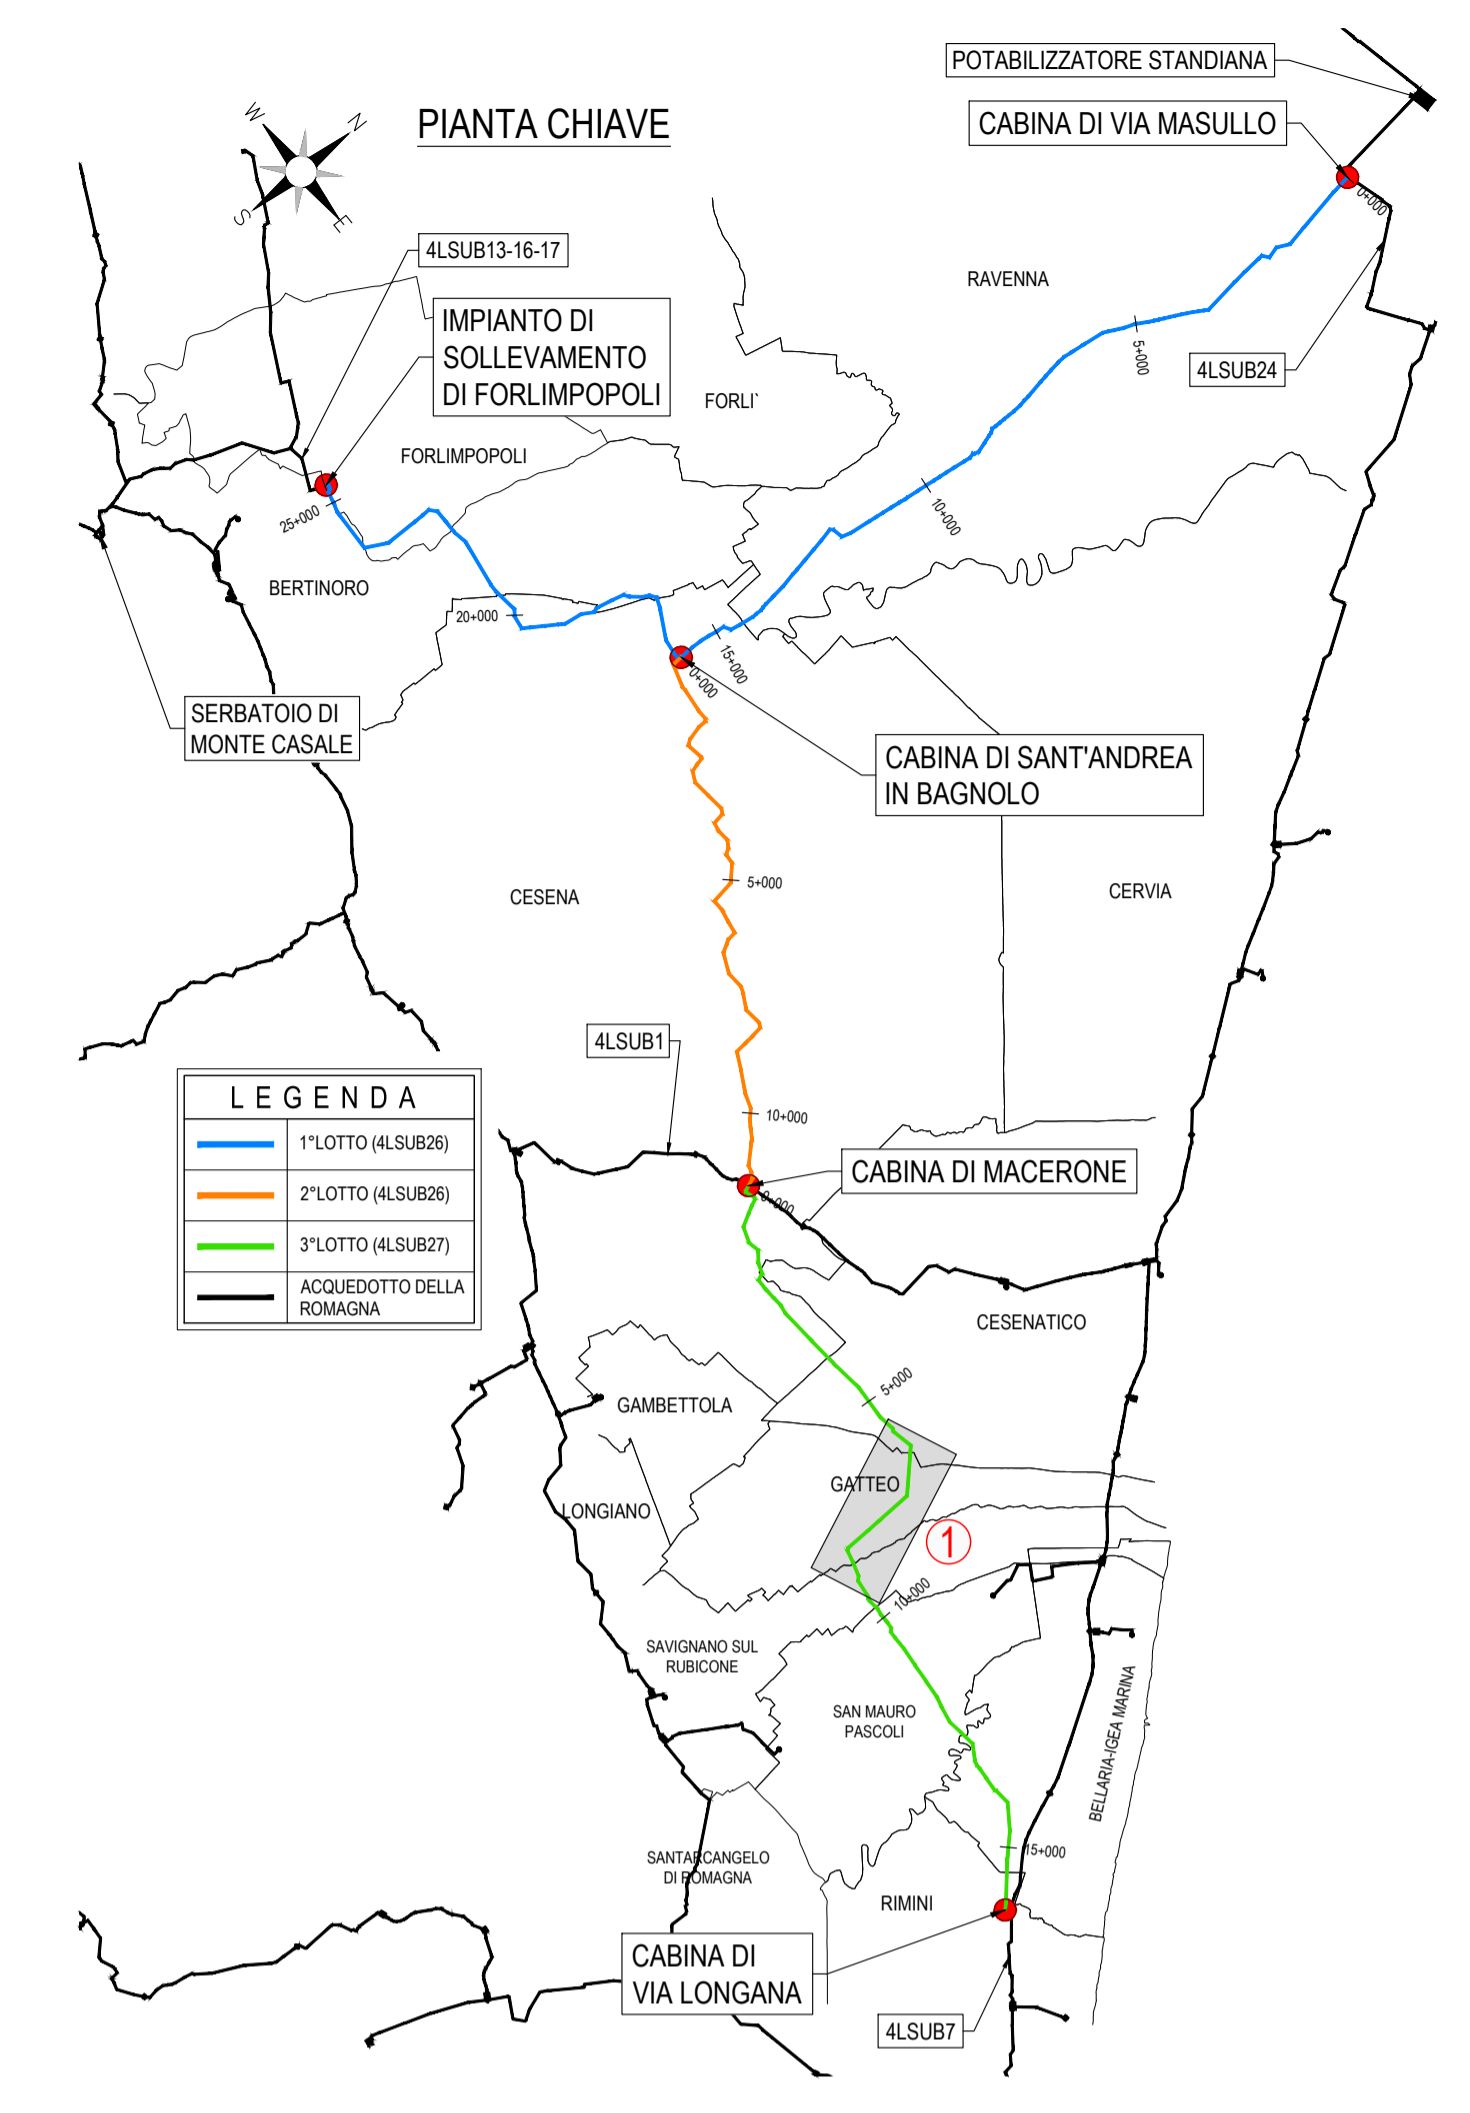 POTABILIZZATORE STANDIANA
PIANTA CHIAVE
CABINA DI VIA MASULLO
W
N
S
E
0+000
4LSUB13-16-17
RAVENNA
IMPIANTO DI
SOLLEVAMENTO
DI FORLIMPOPOLI
5+000
4LSUB24
FORLI`
FORLIMPOPOLI
25+000
10+000
BERTINORO
20+000
15+000
0+000
SERBATOIO DI
MONTE CASALE
CABINA DI SANT'ANDREA
IN BAGNOLO
5+000
CESENA
CERVIA
4LSUB1
LEGENDA
1°LOTTO (4LSUB26)
2°LOTTO (4LSUB26)
3°LOTTO (4LSUB27)
ACQUEDOTTO DELLA
ROMAGNA
10+000
CABINA DI MACERONE
0+000
CESENATICO
5+000
GAMBETTOLA
GATTEO
LONGIANO
1
10+000
SAVIGNANO SUL
RUBICONE
SAN MAURO
PASCOLI
BELLARIA-IGEA MARINA
15+000
SANTARCANGELO
DI ROMAGNA
RIMINI
CABINA DI
VIA LONGANA
4LSUB7